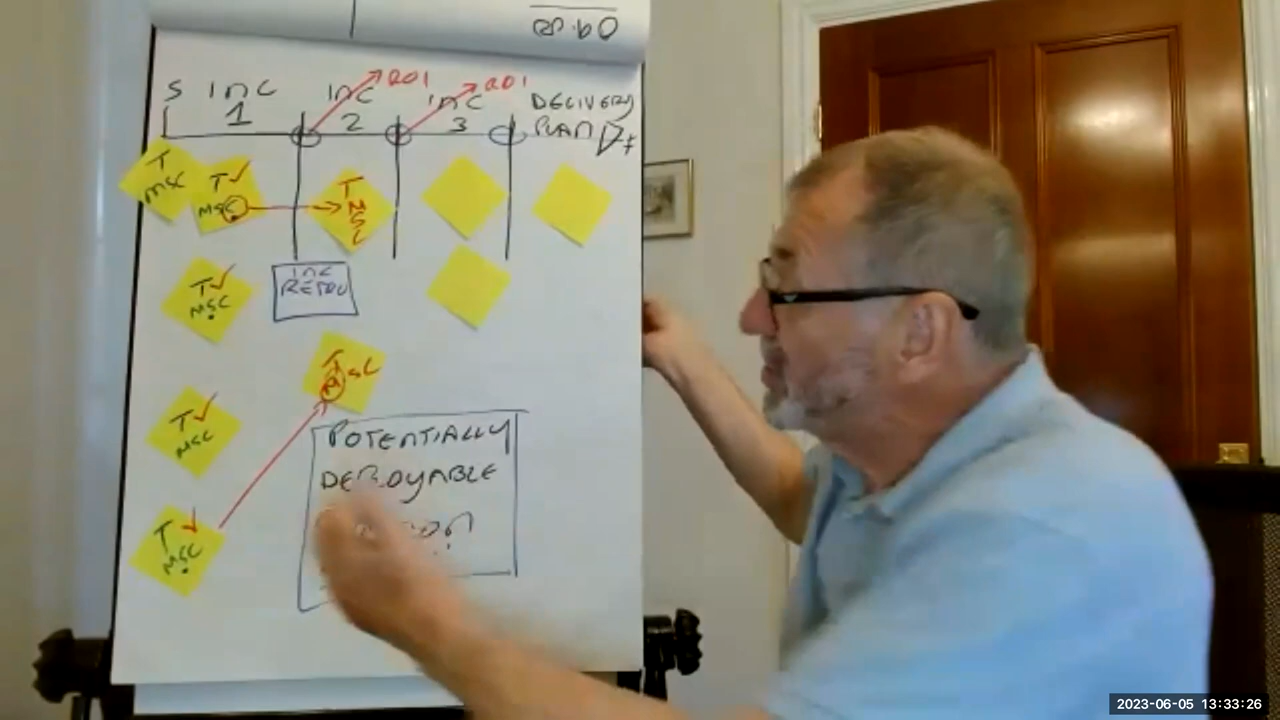 S INC 1 INC 2 INC 3 DELIVERY PLAN
ROI ROI
T MSC
T MSC
T MSC
T MSC
INC RETRO
T MSC
T MSC
T MSC
POTENTIALLY
DEPLOYABLE
2023-06-05 13:33:26